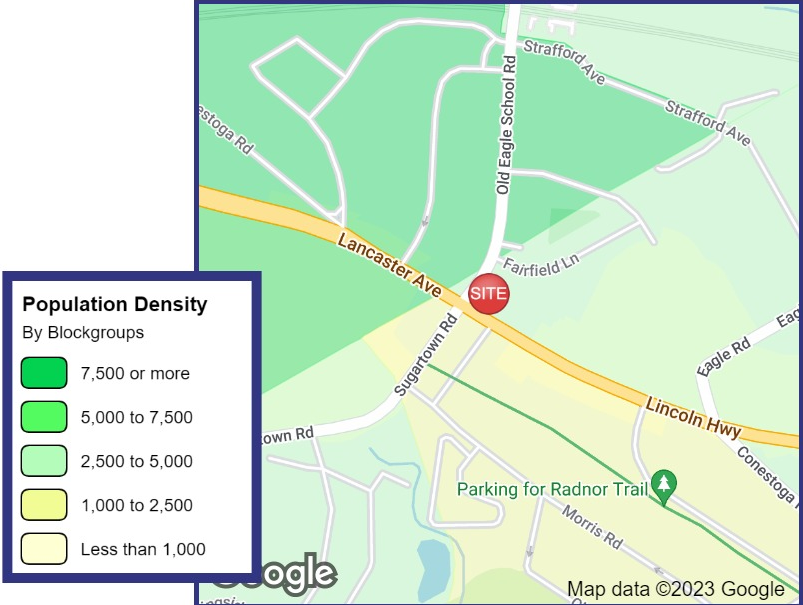 Strafford Ave
Strafford Ave
Old Eagle School Rd
estoga Rd
Lancaster Ave
Fairfield Ln
SITE
Population Density
By Blockgroups
7,500 or more
5,000 to 7,500
2,500 to 5,000
1,000 to 2,500
Less than 1,000
Sugartown Rd
Eagle Rd
Eag
Lincoln Hwy
town Rd
Conestoga
Parking for Radnor Trail
Morris Rd
Google
Map data ©2023 Google